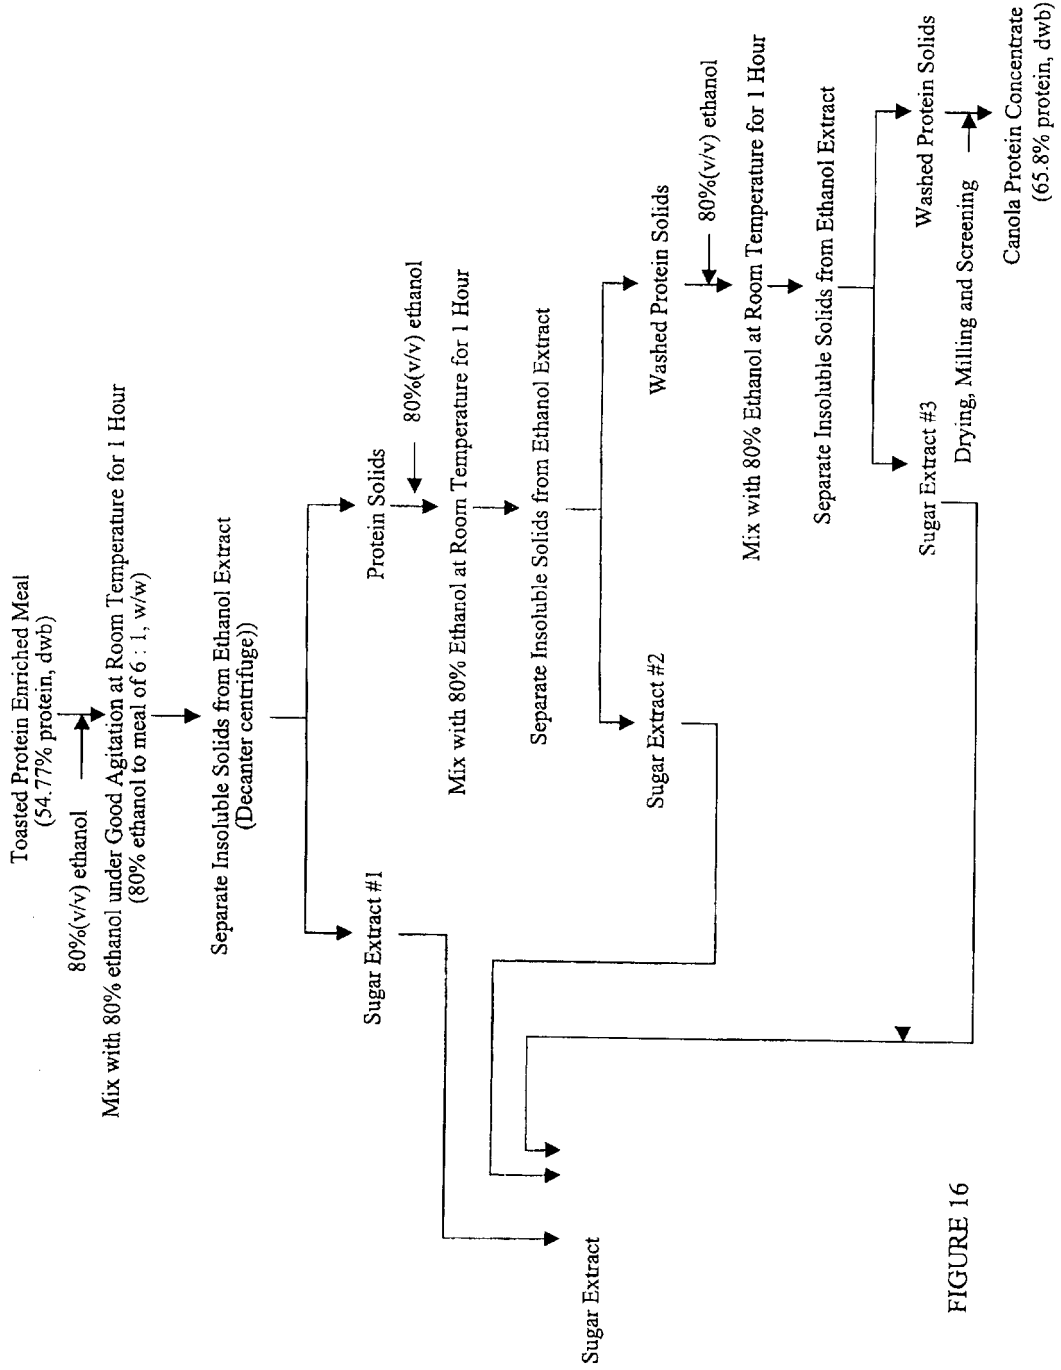 Toasted Protein Enriched Meal
(54.77% protein, dwb)
80%(v/v) ethanol
Mix with 80% ethanol under Good Agitation at Room Temperature for 1 Hour
(80% ethanol to meal of 6 : 1, w/w)
Separate Insoluble Solids from Ethanol Extract
(Decanter centrifuge))
Sugar Extract #1
Protein Solids
80%(v/v) ethanol
Mix with 80% Ethanol at Room Temperature for 1 Hour
Separate Insoluble Solids from Ethanol Extract
Sugar Extract #2
Washed Protein Solids
80%(v/v) ethanol
Mix with 80% Ethanol at Room Temperature for 1 Hour
Separate Insoluble Solids from Ethanol Extract
Sugar Extract #3
Washed Protein Solids
Drying, Milling and Screening
Canola Protein Concentrate
(65.8% protein, dwb)
Sugar Extract
FIGURE 16